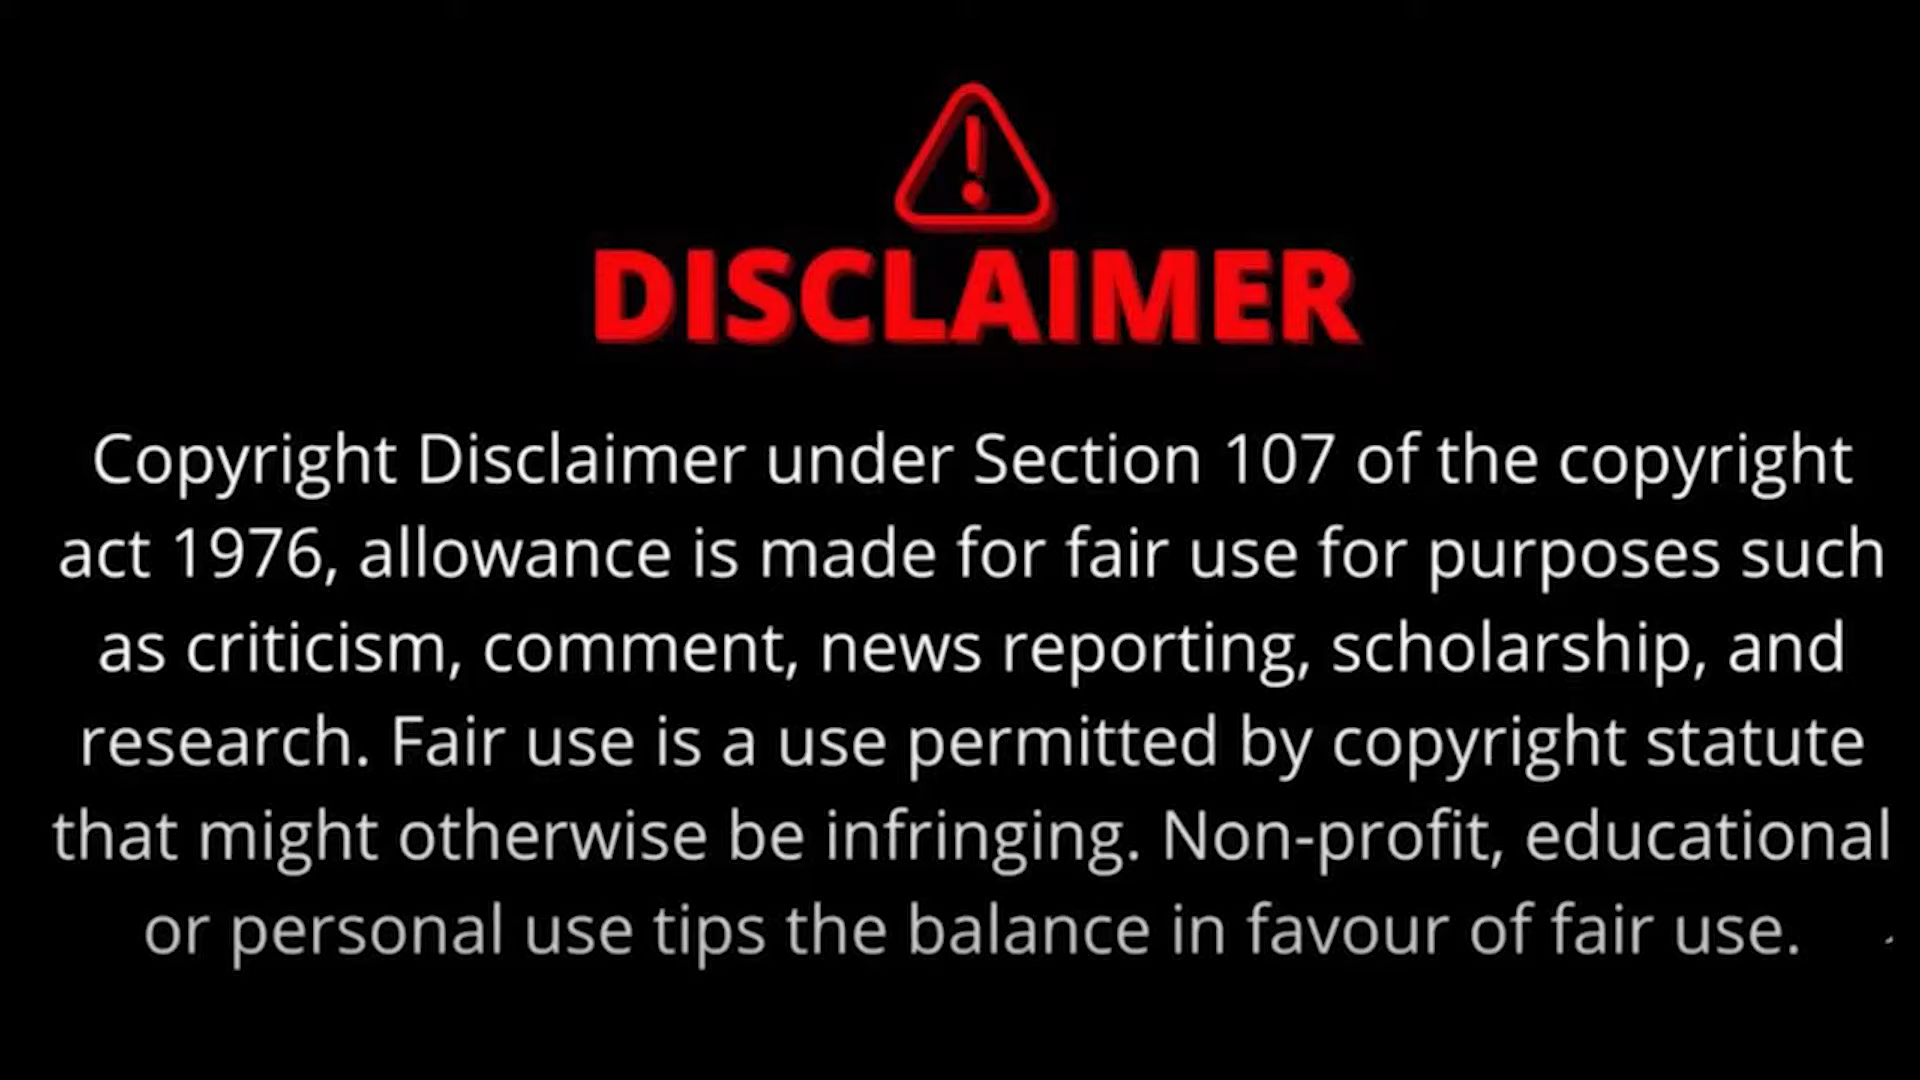 DISCLAIMER
Copyright Disclaimer under Section 107 of the copyright
act 1976, allowance is made for fair use for purposes such
as criticism, comment, news reporting, scholarship, and
research. Fair use is a use permitted by copyright statute
that might otherwise be infringing. Non-profit, educational
or personal use tips the balance in favour of fair use.